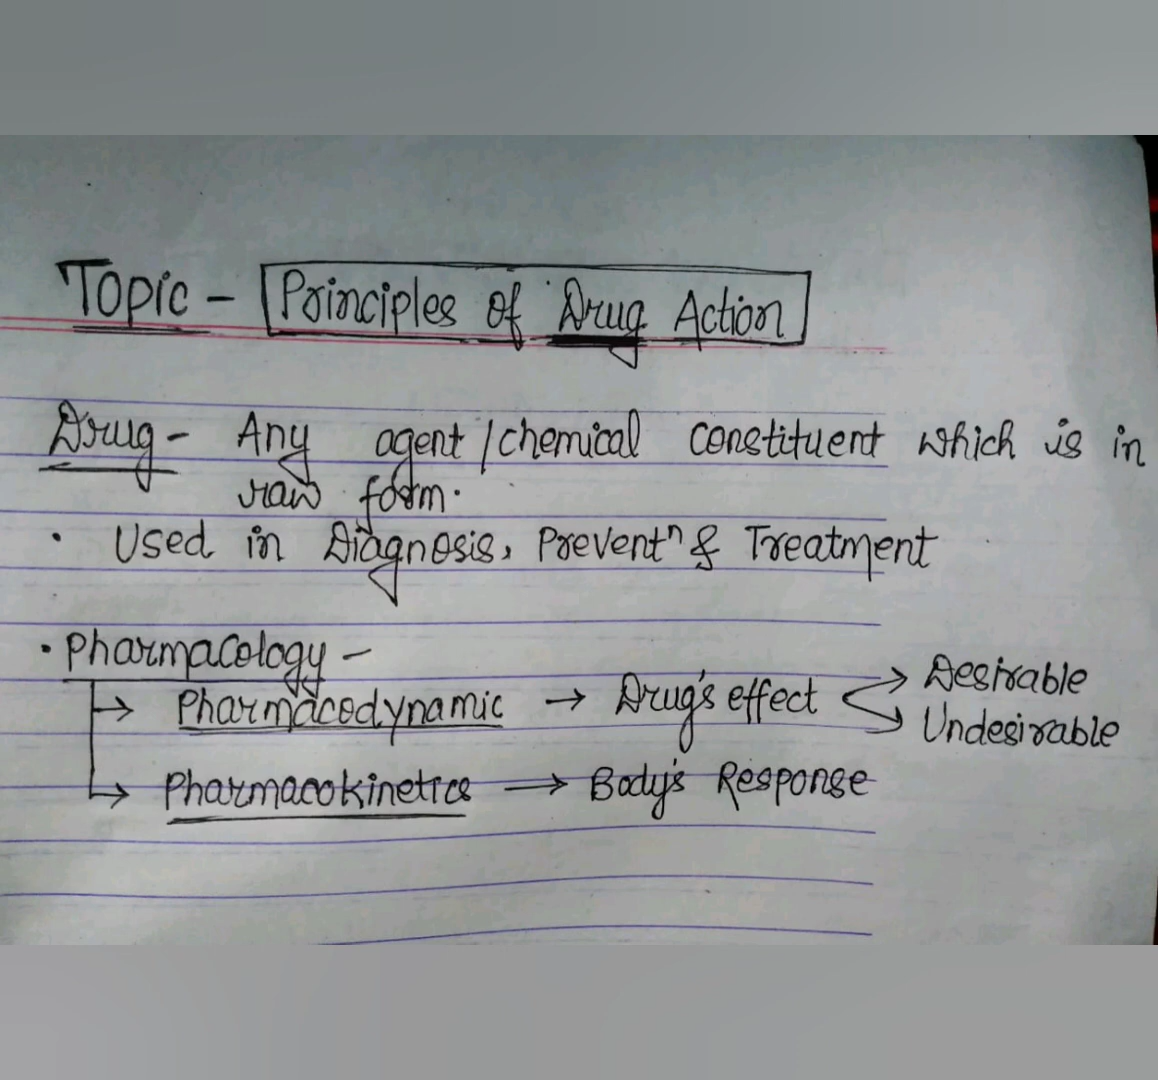 Topic - Principles of Drug Action
Drug - Any agent/chemical constituent which is in
raw form.
• Used in Diagnosis, Preventⁿ & Treatment
• Pharmacology -
→ Pharmacodynamic → Drug's effect → Desirable
→ Undesirable
→ Pharmacokinetics → Body's Response